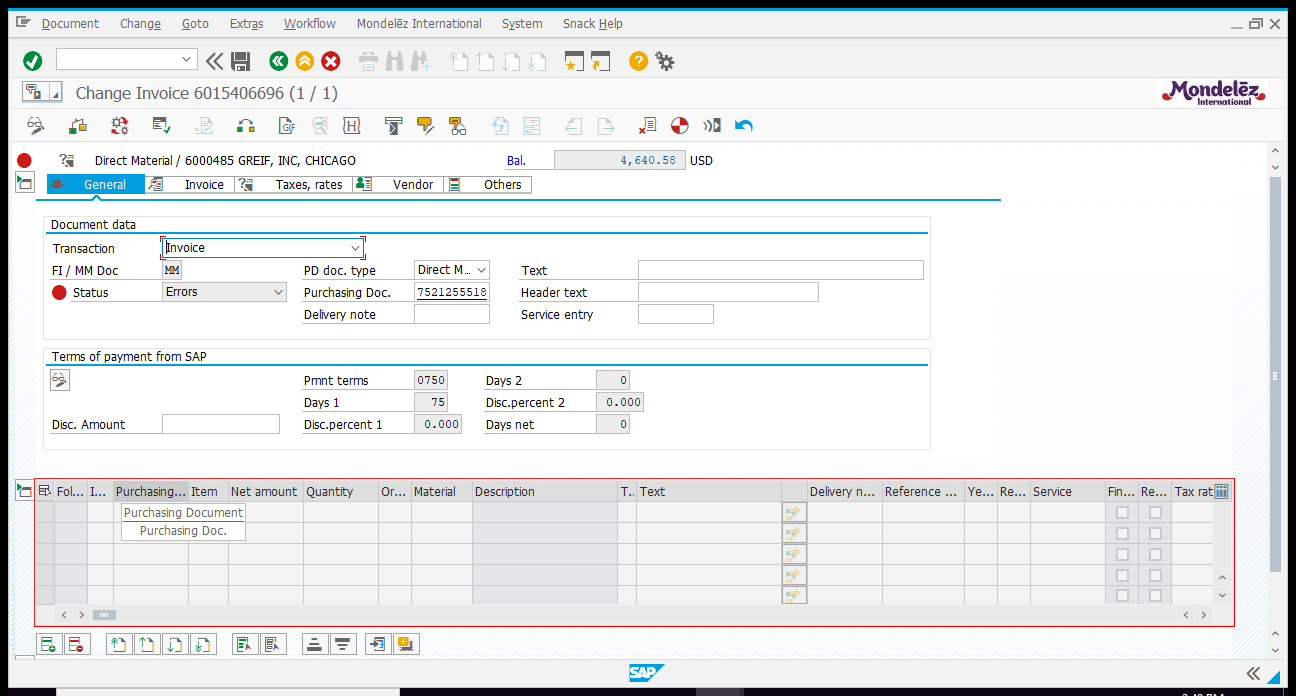 Document Change Goto Extras Workflow Mondelēz International System Snack Help
Change Invoice 6015406696 (1 / 1)
Mondelēz
International
GIF
H
Direct Material / 6000485 GREIF, INC, CHICAGO Bal. 4,640.58 USD
General Invoice Taxes, rates Vendor Others
Document data
Transaction Invoice
FI / MM Doc MM PD doc. type Direct M... Text
Status Errors Purchasing Doc. 7521255518 Header text
Delivery note Service entry
Terms of payment from SAP
Pmnt terms 0750 Days 2 0
Days 1 75 Disc.percent 2 0.000
Disc. Amount Disc.percent 1 0.000 Days net 0
Fol... I... Purchasing... Item Net amount Quantity Or... Material Description T.. Text Delivery n... Reference ... Ye... Re... Service Fin... Re... Tax rat
Purchasing Document
Purchasing Doc.
SAP